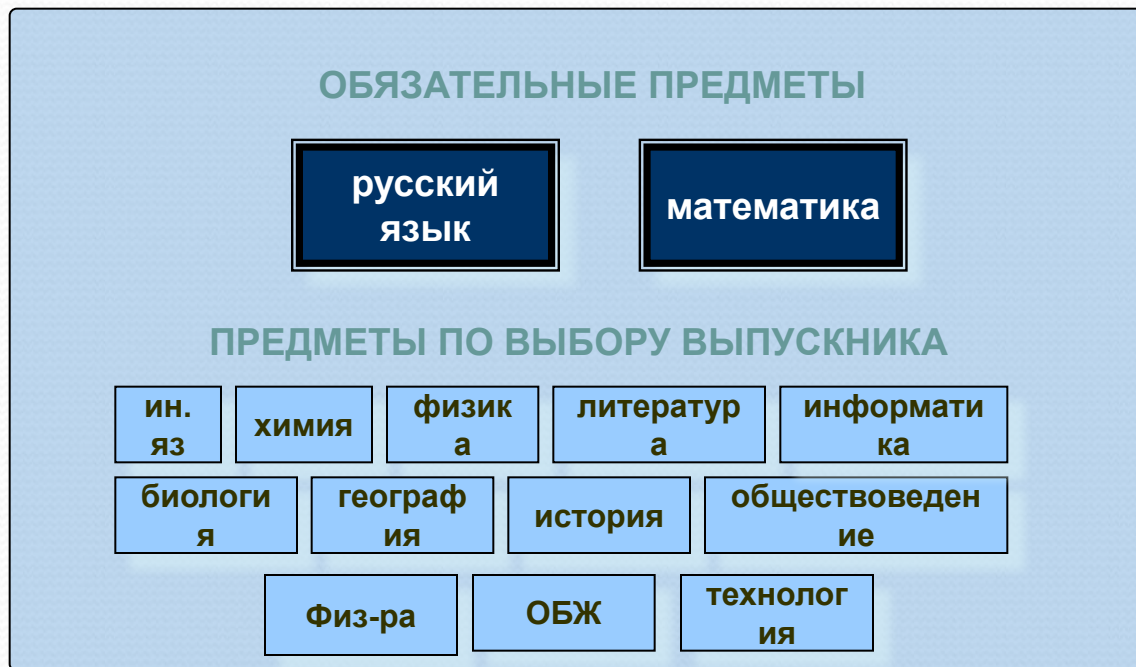 ОБЯЗАТЕЛЬНЫЕ ПРЕДМЕТЫ
русский
язык
математика
ПРЕДМЕТЫ ПО ВЫБОРУ ВЫПУСКНИКА
ин.
яз
химия
физик
а
литератур
а
информати
ка
биологи
я
географ
ия
история
обществоведен
ие
Физ-ра
ОБЖ
технолог
ия